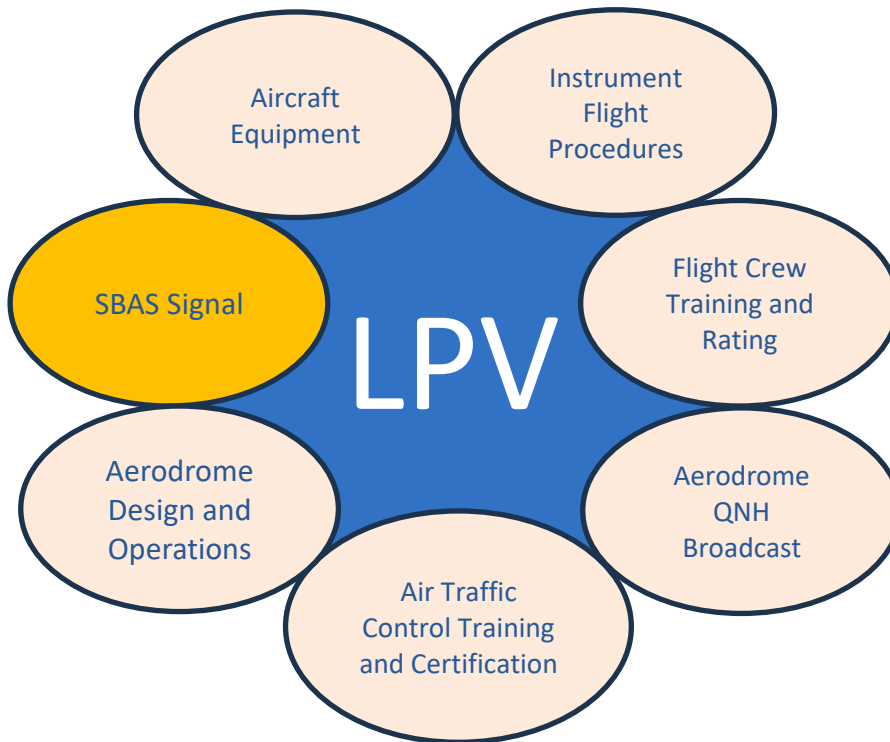 Aircraft
Equipment
Instrument
Flight
Procedures
SBAS Signal
Flight Crew
Training and
Rating
LPV
Aerodrome
Design and
Operations
Aerodrome
QNH
Broadcast
Air Traffic
Control Training
and Certification